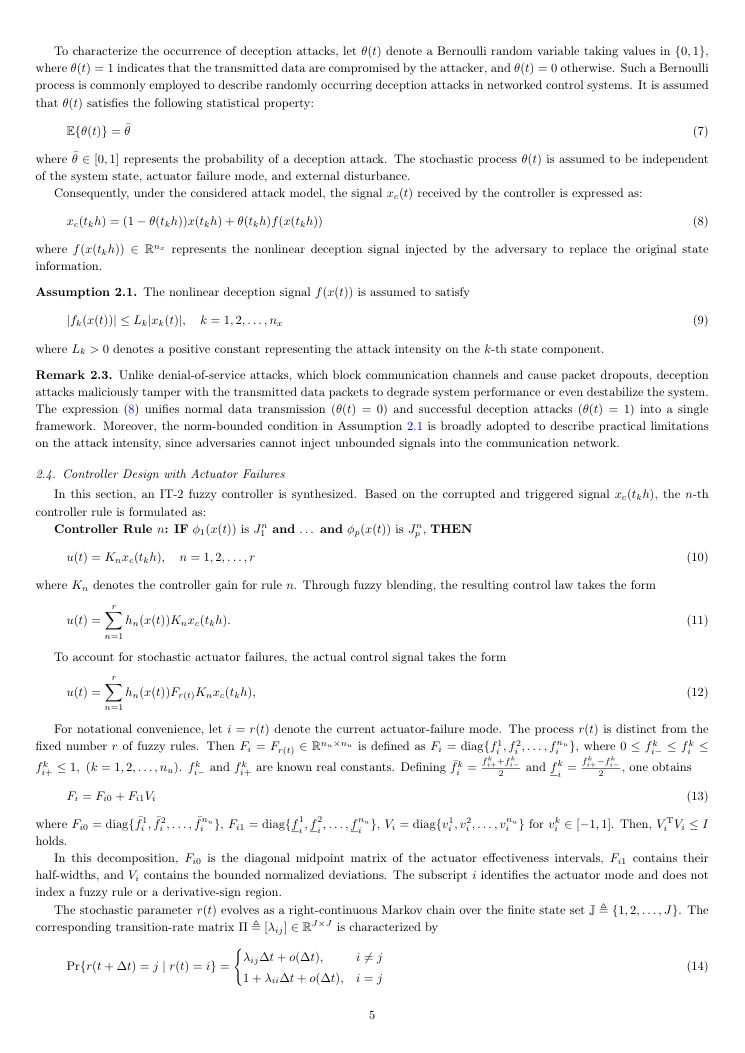 To characterize the occurrence of deception attacks, let θ(t) denote a Bernoulli random variable taking values in {0, 1},
where θ(t) = 1 indicates that the transmitted data are compromised by the attacker, and θ(t) = 0 otherwise. Such a Bernoulli
process is commonly employed to describe randomly occurring deception attacks in networked control systems. It is assumed
that θ(t) satisfies the following statistical property:
𝔼{θ(t)} = θ̄ (7)
where θ̄ ∈ [0, 1] represents the probability of a deception attack. The stochastic process θ(t) is assumed to be independent
of the system state, actuator failure mode, and external disturbance.
Consequently, under the considered attack model, the signal x_c(t) received by the controller is expressed as:
x_c(t_k h) = (1 − θ(t_k h))x(t_k h) + θ(t_k h)f(x(t_k h)) (8)
where f(x(t_k h)) ∈ ℝ^{n_x} represents the nonlinear deception signal injected by the adversary to replace the original state
information.
Assumption 2.1. The nonlinear deception signal f(x(t)) is assumed to satisfy
|f_k(x(t))| ≤ L_k|x_k(t)|, k = 1, 2, . . . , n_x (9)
where L_k > 0 denotes a positive constant representing the attack intensity on the k-th state component.
Remark 2.3. Unlike denial-of-service attacks, which block communication channels and cause packet dropouts, deception
attacks maliciously tamper with the transmitted data packets to degrade system performance or even destabilize the system.
The expression (8) unifies normal data transmission (θ(t) = 0) and successful deception attacks (θ(t) = 1) into a single
framework. Moreover, the norm-bounded condition in Assumption 2.1 is broadly adopted to describe practical limitations
on the attack intensity, since adversaries cannot inject unbounded signals into the communication network.
2.4. Controller Design with Actuator Failures
In this section, an IT-2 fuzzy controller is synthesized. Based on the corrupted and triggered signal x_c(t_k h), the n-th
controller rule is formulated as:
Controller Rule n: IF ϕ_1(x(t)) is J_1^n and . . . and ϕ_p(x(t)) is J_p^n, THEN
u(t) = K_n x_c(t_k h), n = 1, 2, . . . , r (10)
where K_n denotes the controller gain for rule n. Through fuzzy blending, the resulting control law takes the form
u(t) = ∑_{n=1}^{r} h_n(x(t))K_n x_c(t_k h). (11)
To account for stochastic actuator failures, the actual control signal takes the form
u(t) = ∑_{n=1}^{r} h_n(x(t))F_{r(t)}K_n x_c(t_k h), (12)
For notational convenience, let i = r(t) denote the current actuator-failure mode. The process r(t) is distinct from the
fixed number r of fuzzy rules. Then F_i = F_{r(t)} ∈ ℝ^{n_u×n_u} is defined as F_i = diag{f_i^1, f_i^2, . . . , f_i^{n_u}}, where 0 ≤ f_{i−}^k ≤ f_i^k ≤
f_{i+}^k ≤ 1, (k = 1, 2, . . . , n_u). f_{i−}^k and f_{i+}^k are known real constants. Defining f̄_i^k = (f_{i+}^k+f_{i−}^k)/2 and f̲_i^k = (f_{i+}^k−f_{i−}^k)/2, one obtains
F_i = F_{i0} + F_{i1}V_i (13)
where F_{i0} = diag{f̄_i^1, f̄_i^2, . . . , f̄_i^{n_u}}, F_{i1} = diag{f̲_i^1, f̲_i^2, . . . , f̲_i^{n_u}}, V_i = diag{v_i^1, v_i^2, . . . , v_i^{n_u}} for v_i^k ∈ [−1, 1]. Then, V_i^T V_i ≤ I
holds.
In this decomposition, F_{i0} is the diagonal midpoint matrix of the actuator effectiveness intervals, F_{i1} contains their
half-widths, and V_i contains the bounded normalized deviations. The subscript i identifies the actuator mode and does not
index a fuzzy rule or a derivative-sign region.
The stochastic parameter r(t) evolves as a right-continuous Markov chain over the finite state set 𝕁 ≜ {1, 2, . . . , J}. The
corresponding transition-rate matrix Π ≜ [λ_{ij}] ∈ ℝ^{J×J} is characterized by
Pr{r(t + Δt) = j | r(t) = i} = { λ_{ij}Δt + o(Δt), i ≠ j
1 + λ_{ii}Δt + o(Δt), i = j (14)
5